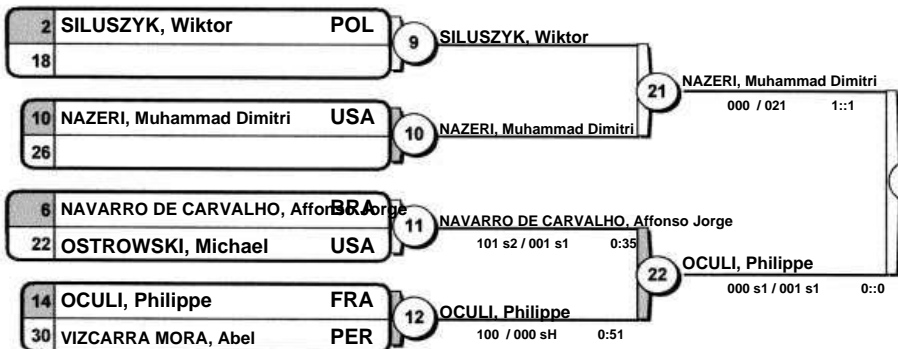 2 SILUSZYK, Wiktor POL
18
9
SILUSZYK, Wiktor
10 NAZERI, Muhammad Dimitri USA
26
10
NAZERI, Muhammad Dimitri
21
NAZERI, Muhammad Dimitri
000 / 021 1::1
6 NAVARRO DE CARVALHO, Affonso Jorge BRA
22 OSTROWSKI, Michael USA
11
NAVARRO DE CARVALHO, Affonso Jorge
101 s2 / 001 s1 0:35
14 OCULI, Philippe FRA
30 VIZCARRA MORA, Abel PER
12
OCULI, Philippe
100 / 000 sH 0:51
22
OCULI, Philippe
000 s1 / 001 s1 0::0